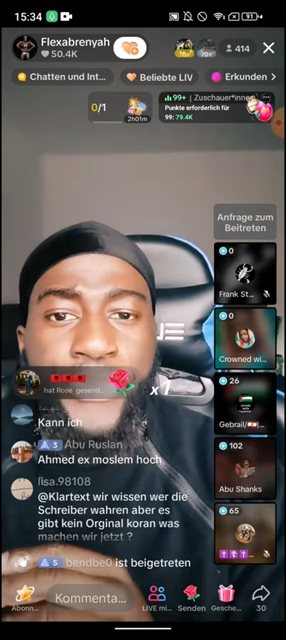 15:34
91
Flexabrenyah
50.4K
414
Chatten und Int...
Beliebte LIV
Erkunden
0/1
2h01m
99+ | Zuschauer*innen
Punkte erforderlich für
99: 79.4K
Anfrage zum
Beitreten
0
Frank St...
0
Crowned wi...
26
Gebrail/
102
Abu Shanks
65
hat Rose gesend...
x1
Kann ich
3 Abu Ruslan
Ahmed ex moslem hoch
lisa.98108
@Klartext wir wissen wer die
Schreiber wahren aber es
gibt kein Orginal koran was
machen wir jetzt ?
5 bendbe0 ist beigetreten
Abonn...
Kommenta...
LIVE mi...
Senden
Gesche...
30